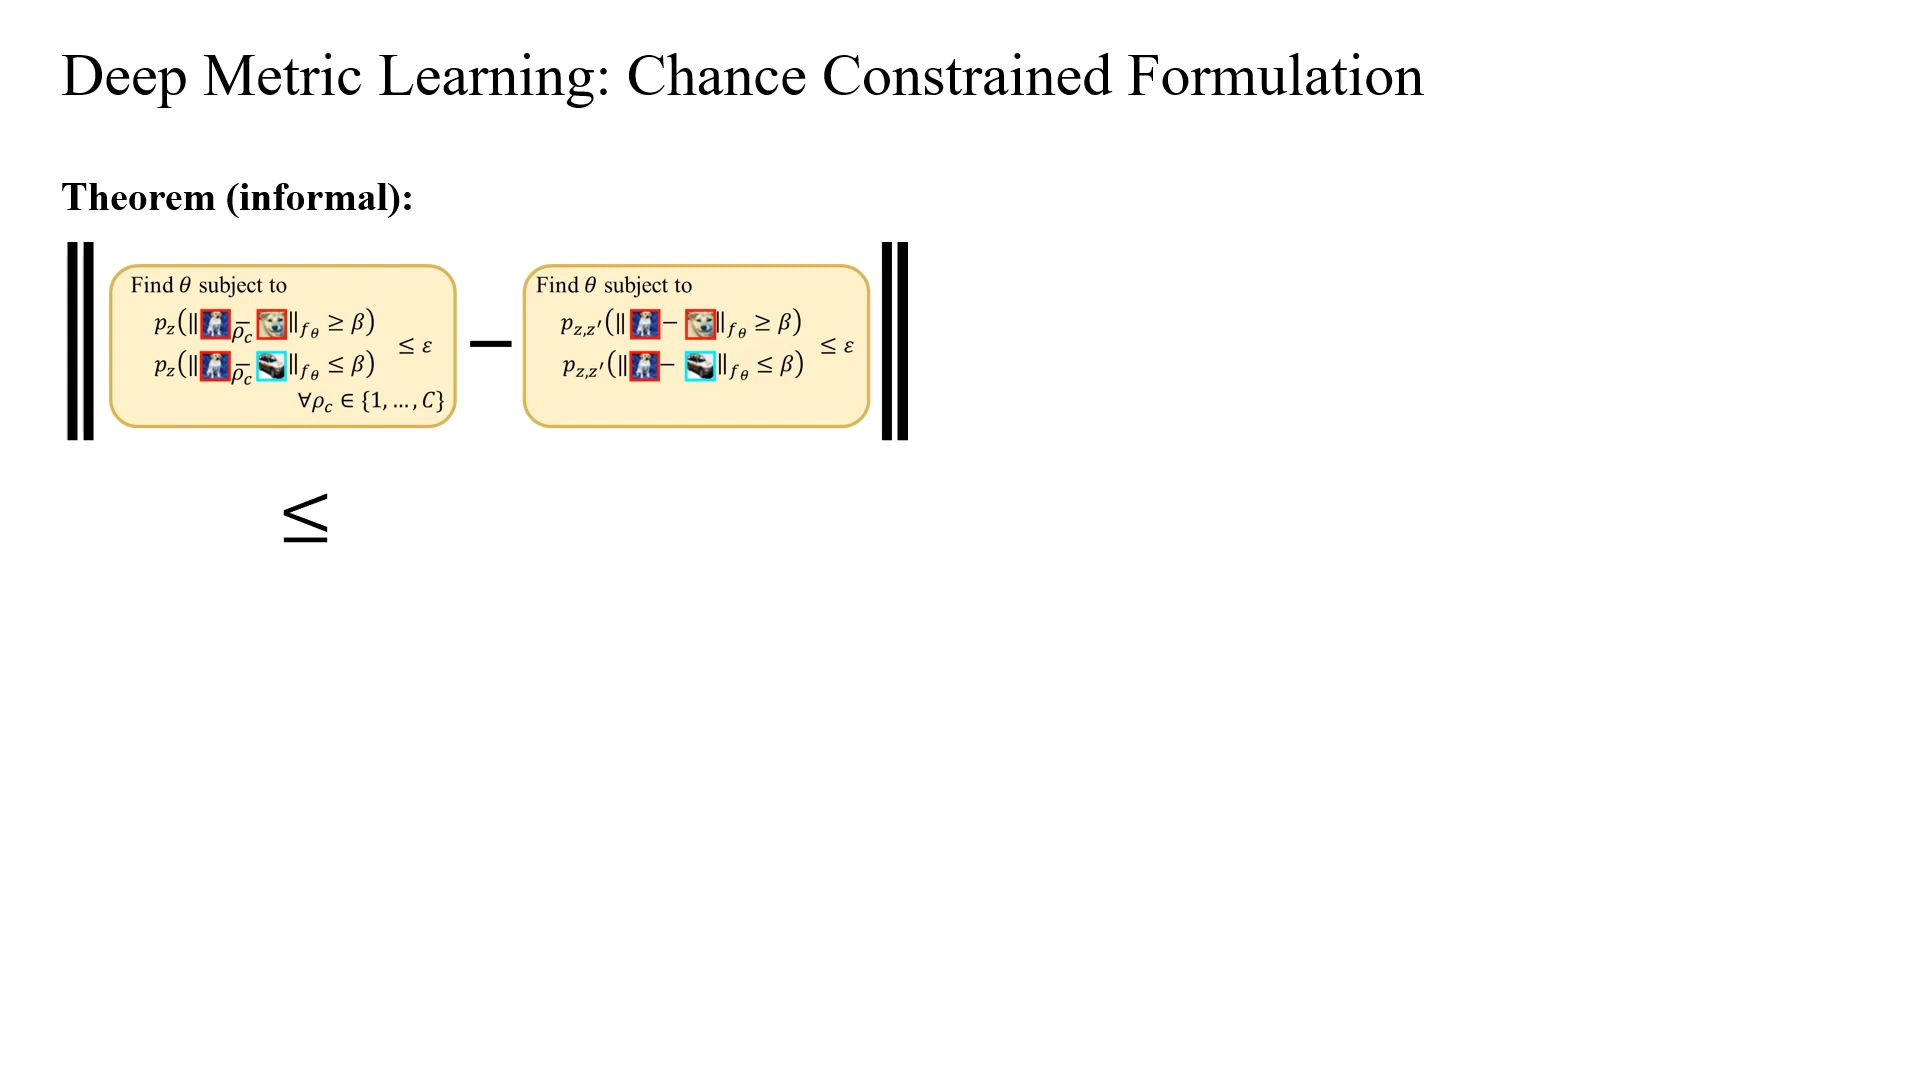 Deep Metric Learning: Chance Constrained Formulation
Theorem (informal):
Find θ subject to
p_z(‖ − ρ_c ‖_{f_θ} ≥ β)
p_z(‖ − ρ_c ‖_{f_θ} ≤ β)
≤ ε
∀ρ_c ∈ {1, …, C}
−
Find θ subject to
p_{z,z′}(‖ − ‖_{f_θ} ≥ β)
p_{z,z′}(‖ − ‖_{f_θ} ≤ β)
≤ ε
≤